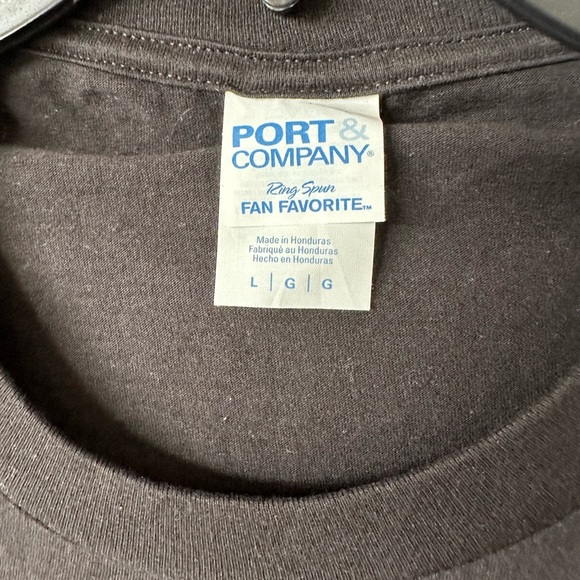 PORT &
COMPANY®
Ring Spun
FAN FAVORITE™
Made in Honduras
Fabriqué au Honduras
Hecho en Honduras
L | G | G